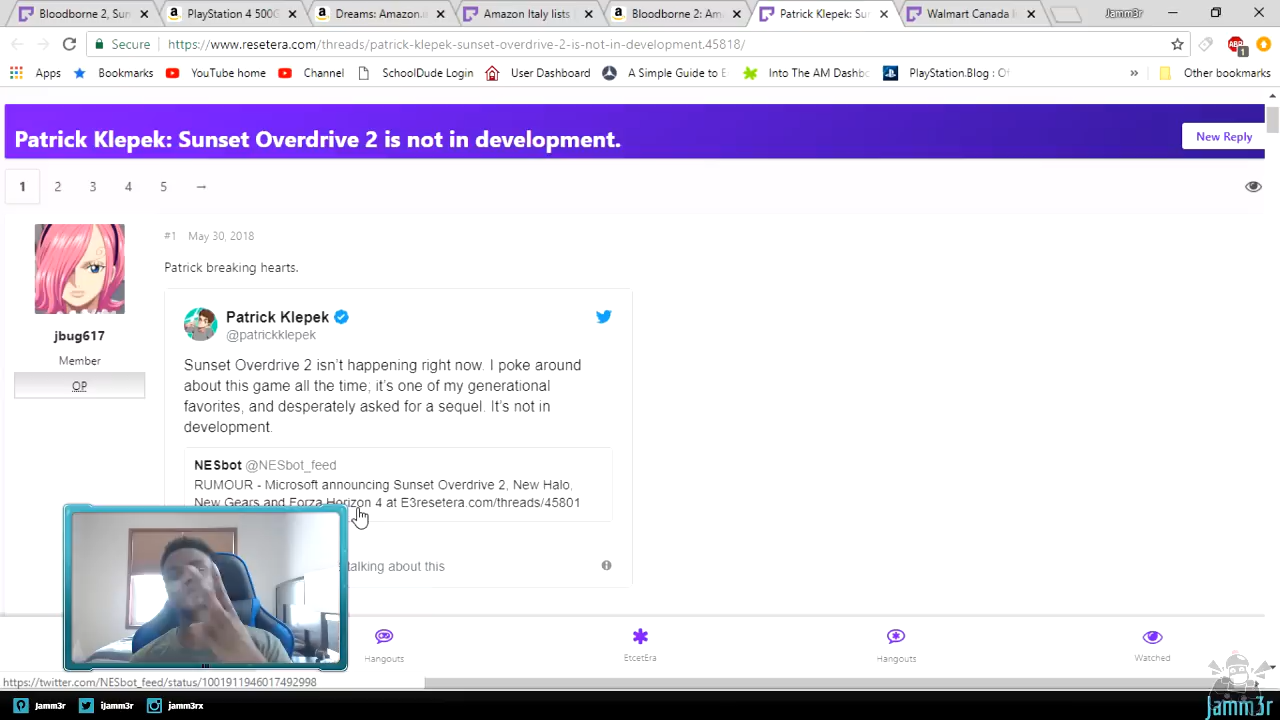 Bloodborne 2, Sun
PlayStation 4 500G
Dreams: Amazon.
Amazon Italy lists
Bloodborne 2: Am
Patrick Klepek: Su
Walmart Canada l
Jamm3r
Secure
https://www.resetera.com/threads/patrick-klepek-sunset-overdrive-2-is-not-in-development.45818/
ABP
1
Apps
Bookmarks
YouTube home
Channel
SchoolDude Login
User Dashboard
A Simple Guide to E
Into The AM Dashb
PlayStation.Blog : Of
»
Other bookmarks
Patrick Klepek: Sunset Overdrive 2 is not in development.
New Reply
1 2 3 4 5 →
#1 May 30, 2018
Patrick breaking hearts.
jbug617
Member
OP
Patrick Klepek
@patrickklepek
Sunset Overdrive 2 isn't happening right now. I poke around
about this game all the time; it's one of my generational
favorites, and desperately asked for a sequel. It's not in
development.
NESbot @NESbot_feed
RUMOUR - Microsoft announcing Sunset Overdrive 2, New Halo,
New Gears and Forza Horizon 4 at E3resetera.com/threads/45801
talking about this
Hangouts
EtcetEra
Hangouts
Watched
https://twitter.com/NESbot_feed/status/1001911946017492998
Jamm3r
iJamm3r
jamm3rx
Jamm3r